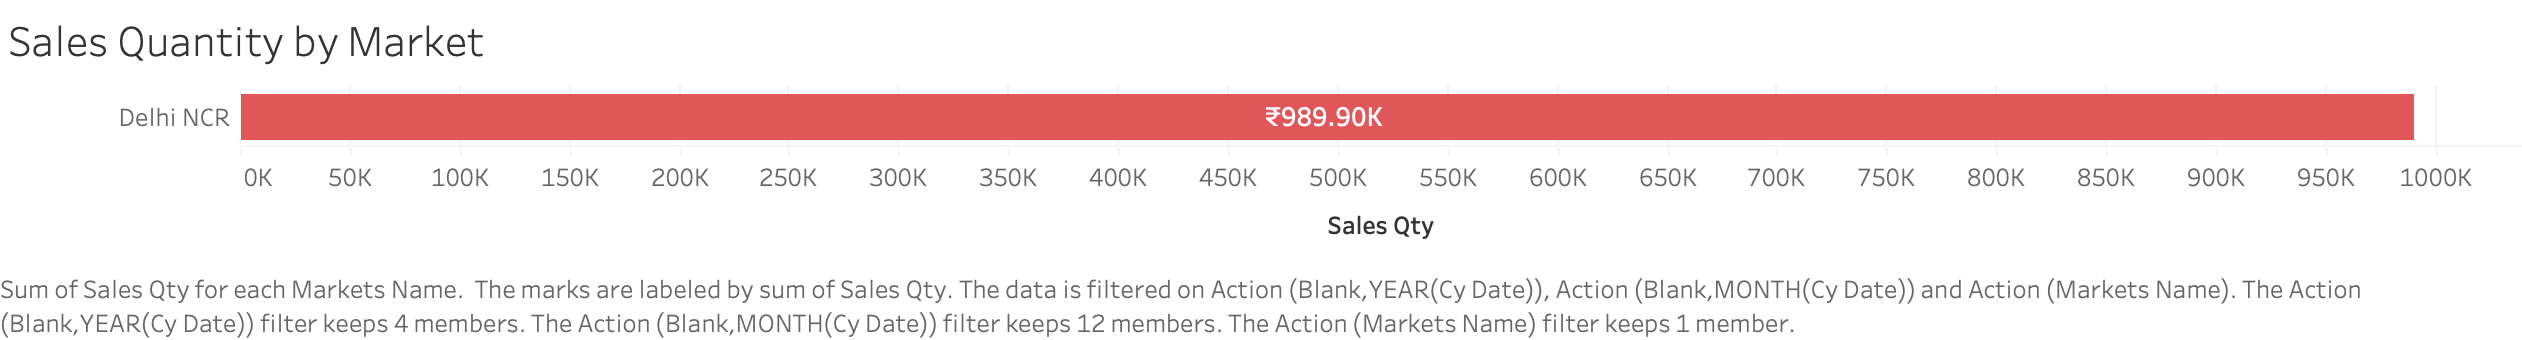 Sales Quantity by Market
Delhi NCR
₹989.90K
0K 50K 100K 150K 200K 250K 300K 350K 400K 450K 500K 550K 600K 650K 700K 750K 800K 850K 900K 950K 1000K
Sales Qty
Sum of Sales Qty for each Markets Name.  The marks are labeled by sum of Sales Qty. The data is filtered on Action (Blank,YEAR(Cy Date)), Action (Blank,MONTH(Cy Date)) and Action (Markets Name). The Action
(Blank,YEAR(Cy Date)) filter keeps 4 members. The Action (Blank,MONTH(Cy Date)) filter keeps 12 members. The Action (Markets Name) filter keeps 1 member.